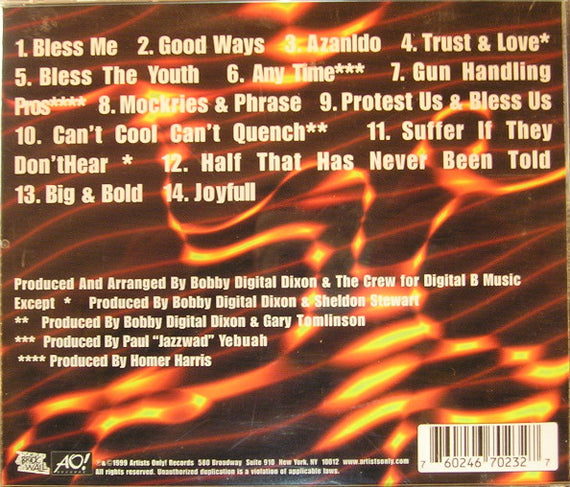 1. Bless Me 2. Good Ways 3. Azanldo 4. Trust & Love*
5. Bless The Youth 6. Any Time*** 7. Gun Handling
Pros**** 8. Mockries & Phrase 9. Protest Us & Bless Us
10. Can't Cool Can't Quench** 11. Suffer If They
Don'tHear * 12. Half That Has Never Been Told
13. Big & Bold 14. Joyfull
Produced And Arranged By Bobby Digital Dixon & The Crew for Digital B Music
Except * Produced By Bobby Digital Dixon & Sheldon Stewart
** Produced By Bobby Digital Dixon & Gary Tomlinson
*** Produced By Paul "Jazzwad" Yebuah
**** Produced By Homer Harris
BRICK
WALL
AO!
RECORDS
℗&©1999 Artists Only! Records 580 Broadway Suite 910 New York, NY 10012 www.artistsonly.com
All rights reserved. Unauthorized duplication is a violation of applicable laws.
7 60246 70232 7